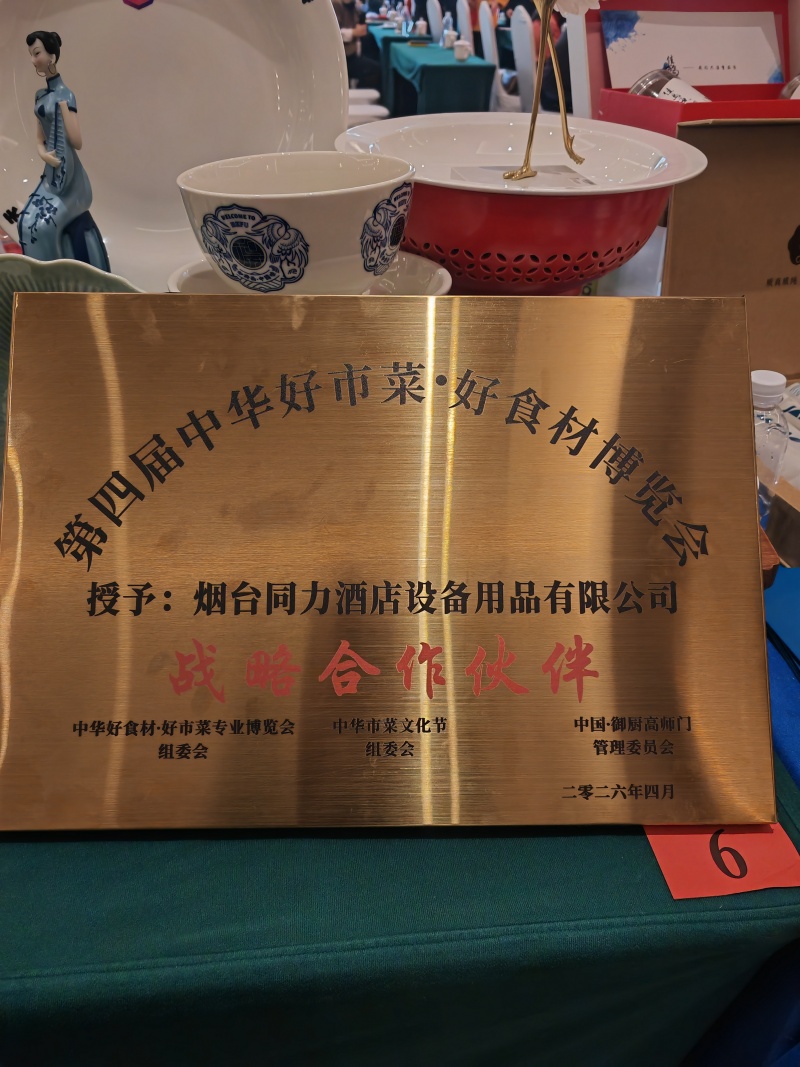 WELCOME TO
第四届中华好市菜·好食材博览会
授予：烟台同力酒店设备用品有限公司
战略合作伙伴
中华好食材·好市菜专业博览会
组委会
中华市菜文化节
组委会
中国·御厨高师门
管理委员会
二零二六年四月
6